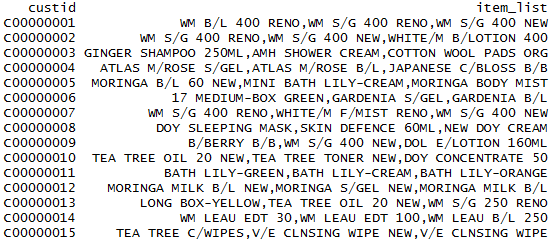 custid item_list
C00000001 WM B/L 400 RENO,WM S/G 400 RENO,WM S/G 400 NEW
C00000002 WM S/G 400 RENO,WM S/G 400 NEW,WHITE/M B/LOTION 400
C00000003 GINGER SHAMPOO 250ML,AMH SHOWER CREAM,COTTON WOOL PADS ORG
C00000004 ATLAS M/ROSE S/GEL,ATLAS M/ROSE B/L,JAPANESE C/BLOSS B/B
C00000005 MORINGA B/L 60 NEW,MINI BATH LILY-CREAM,MORINGA BODY MIST
C00000006 17 MEDIUM-BOX GREEN,GARDENIA S/GEL,GARDENIA B/L
C00000007 WM S/G 400 RENO,WHITE/M F/MIST RENO,WM S/G 400 NEW
C00000008 DOY SLEEPING MASK,SKIN DEFENCE 60ML,NEW DOY CREAM
C00000009 B/BERRY B/B,WM S/G 400 NEW,DOL E/LOTION 160ML
C00000010 TEA TREE OIL 20 NEW,TEA TREE TONER NEW,DOY CONCENTRATE 50
C00000011 BATH LILY-GREEN,BATH LILY-CREAM,BATH LILY-ORANGE
C00000012 MORINGA MILK B/L NEW,MORINGA S/GEL NEW,MORINGA MILK B/L
C00000013 LONG BOX-YELLOW,TEA TREE OIL 20 NEW,WM S/G 250 RENO
C00000014 WM LEAU EDT 30,WM LEAU EDT 100,WM LEAU B/L 250
C00000015 TEA TREE C/WIPES,V/E CLNSING WIPE NEW,V/E CLNSING WIPE